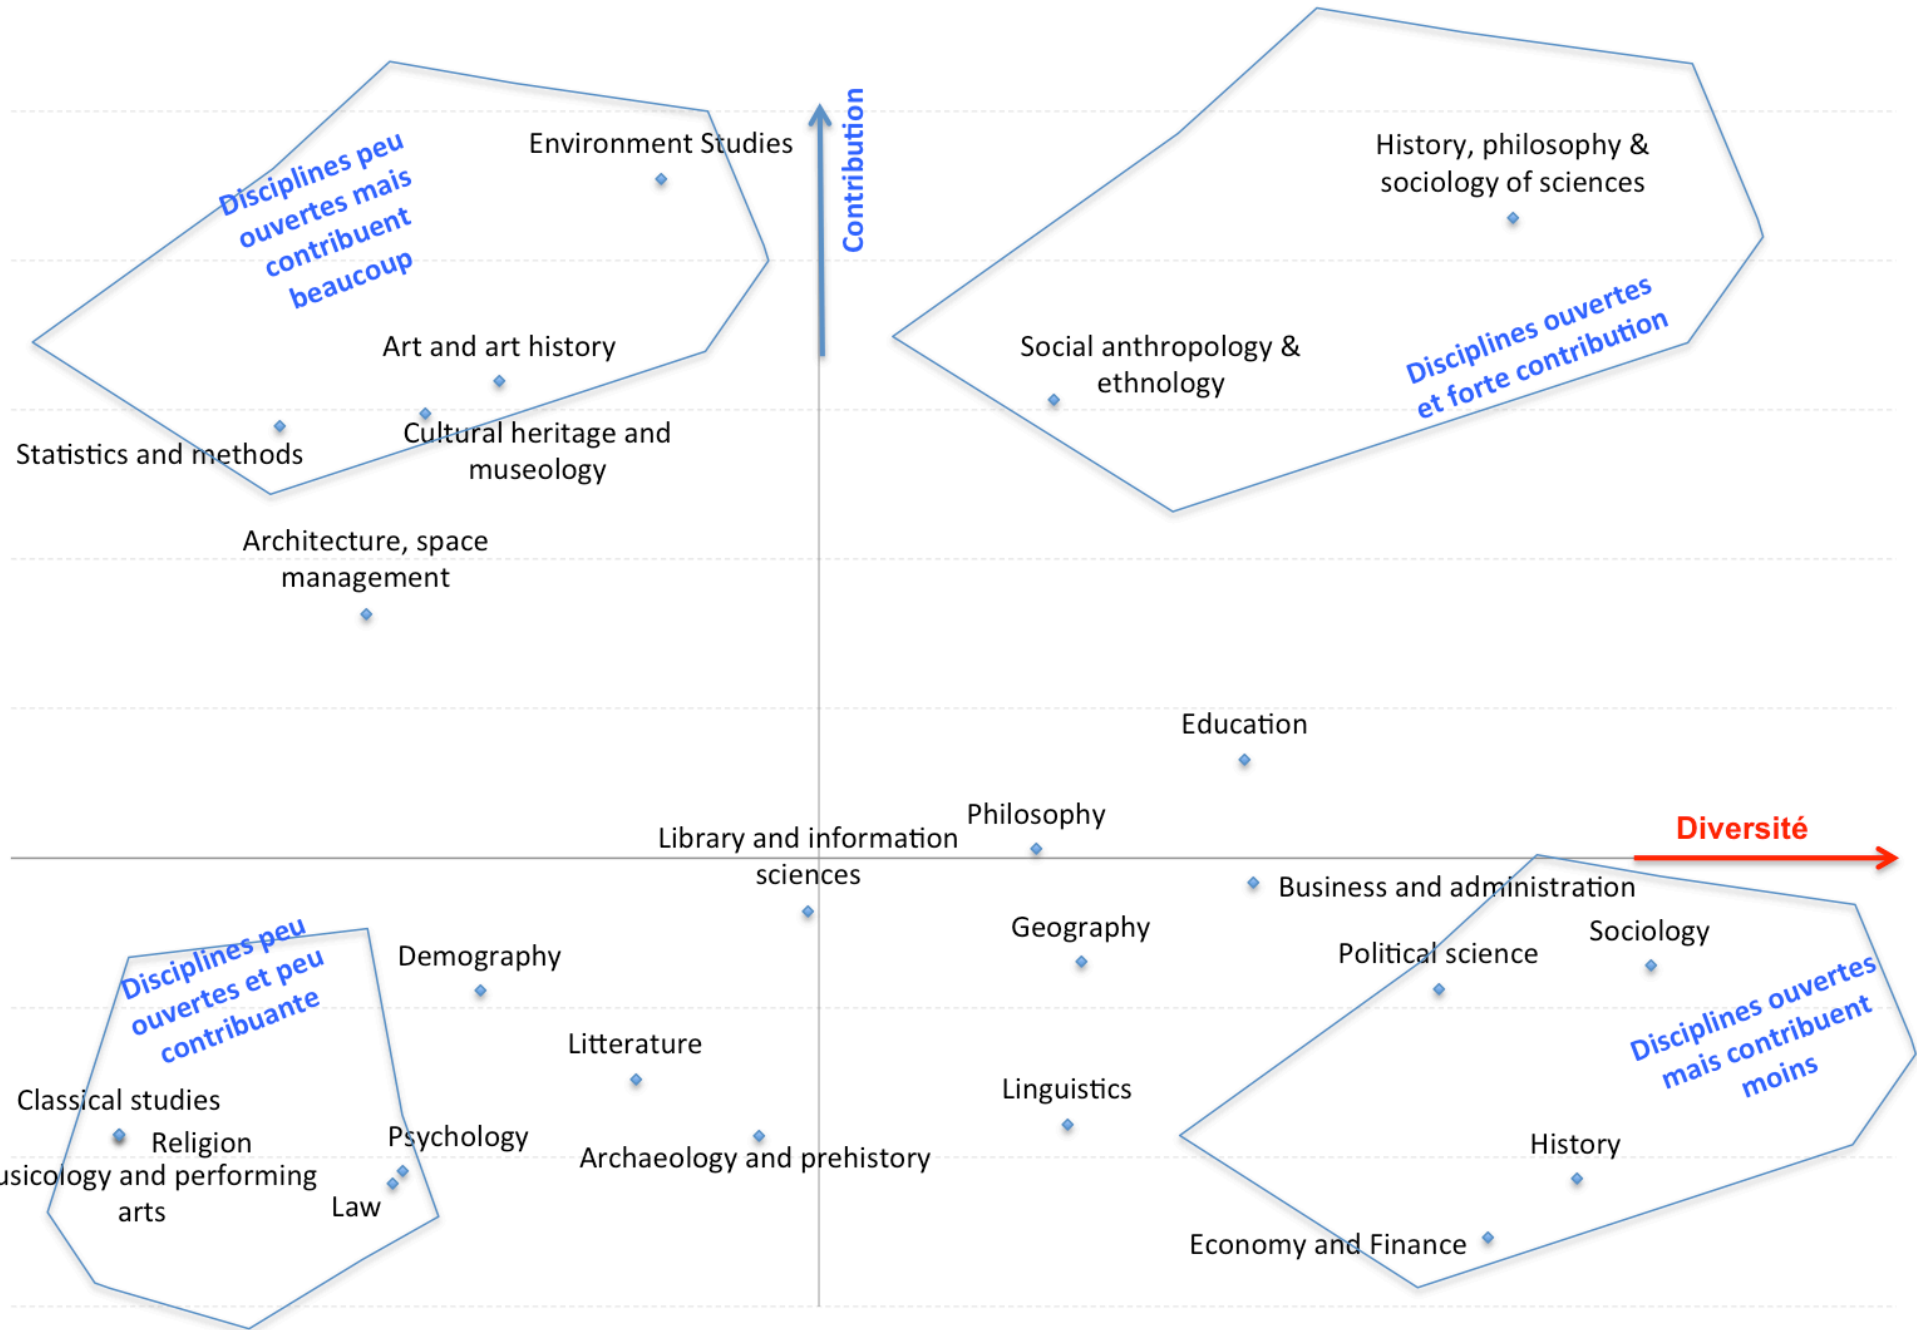 Contribution
Environment Studies
Disciplines peu
ouvertes mais
contribuent
beaucoup
History, philosophy &
sociology of sciences
Art and art history
Social anthropology &
ethnology
Disciplines ouvertes
et forte contribution
Statistics and methods
Cultural heritage and
museology
Architecture, space
management
Education
Philosophy
Library and information
sciences
Diversité
Business and administration
Geography
Political science
Sociology
Disciplines peu
ouvertes et peu
contribuante
Demography
Disciplines ouvertes
mais contribuent
moins
Litterature
Linguistics
Classical studies
Religion
usicology and performing
arts
Psychology
Law
Archaeology and prehistory
History
Economy and Finance